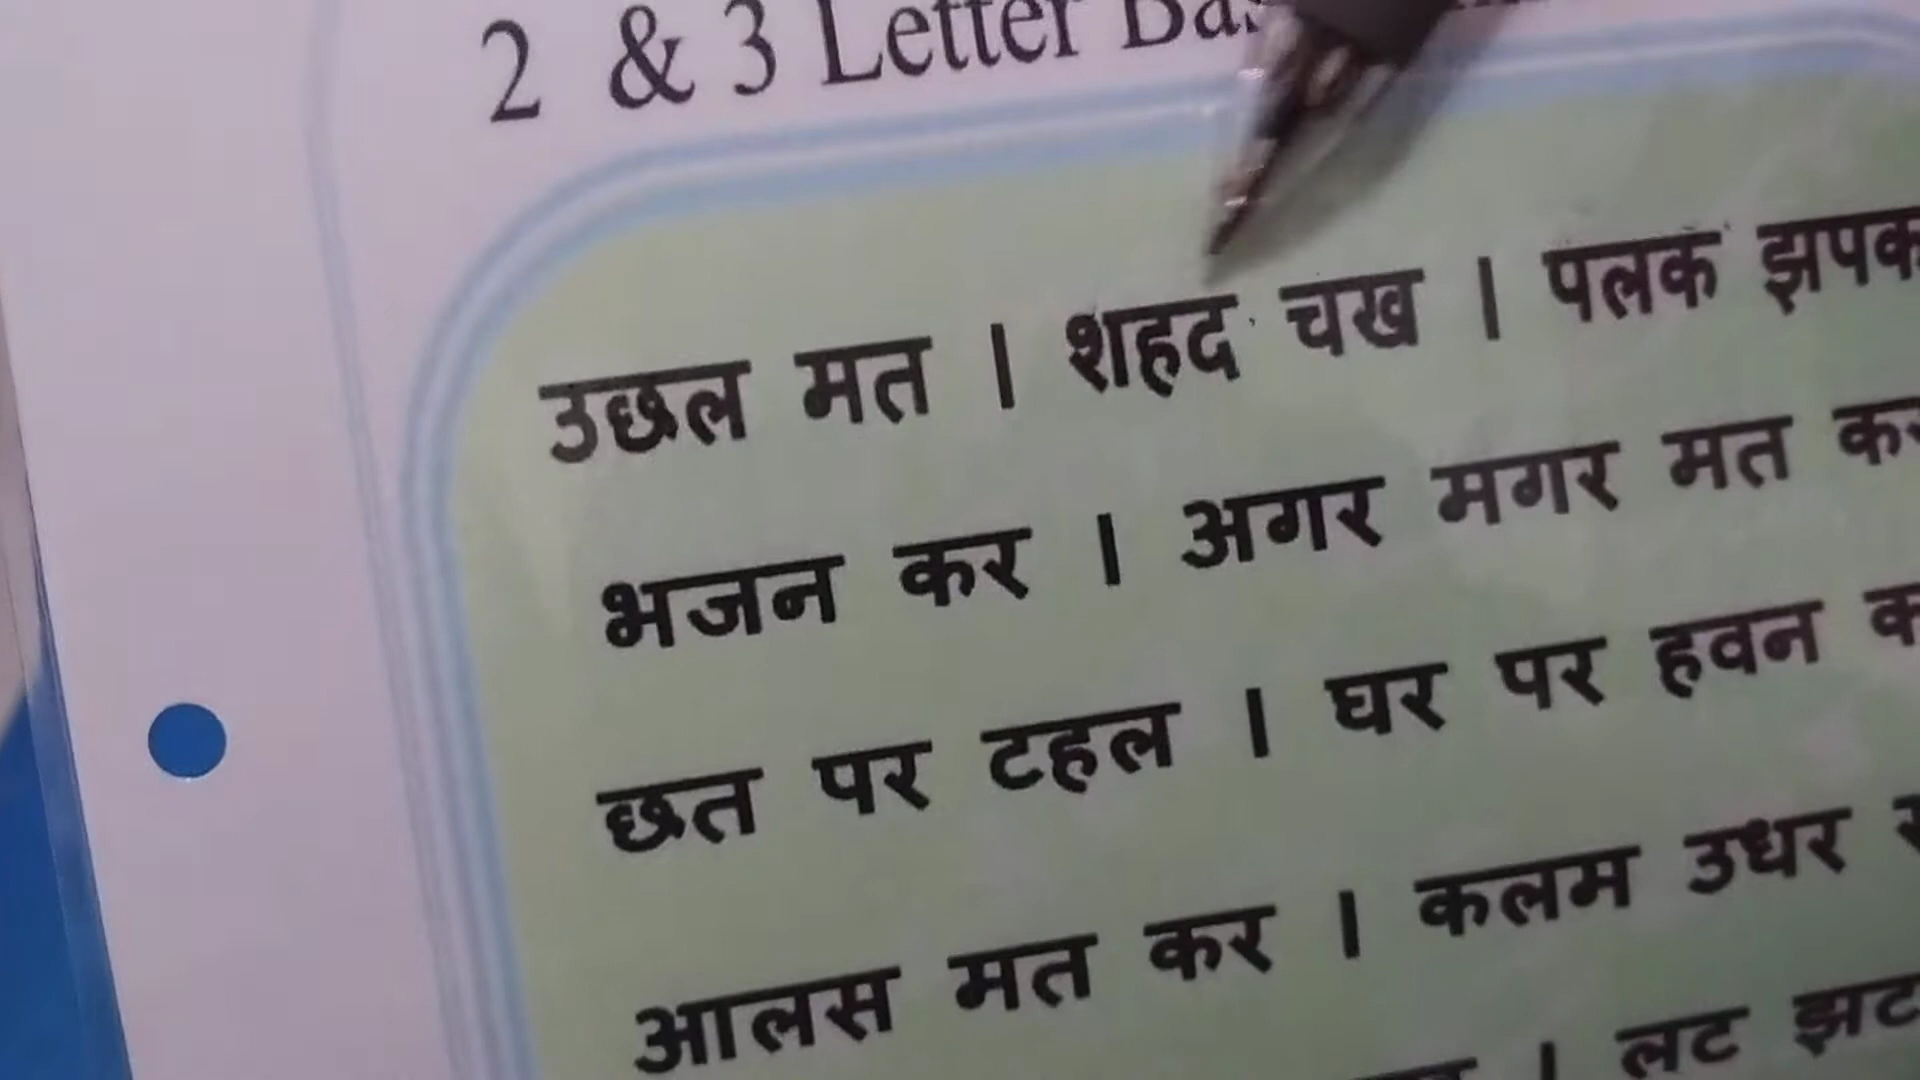 2 & 3 Letter
उछल मत । शहद चख । पलक झपक
भजन कर । अगर मगर मत
छत पर टहल । घर पर हवन
आलस मत कर । कलम उधर
। लट